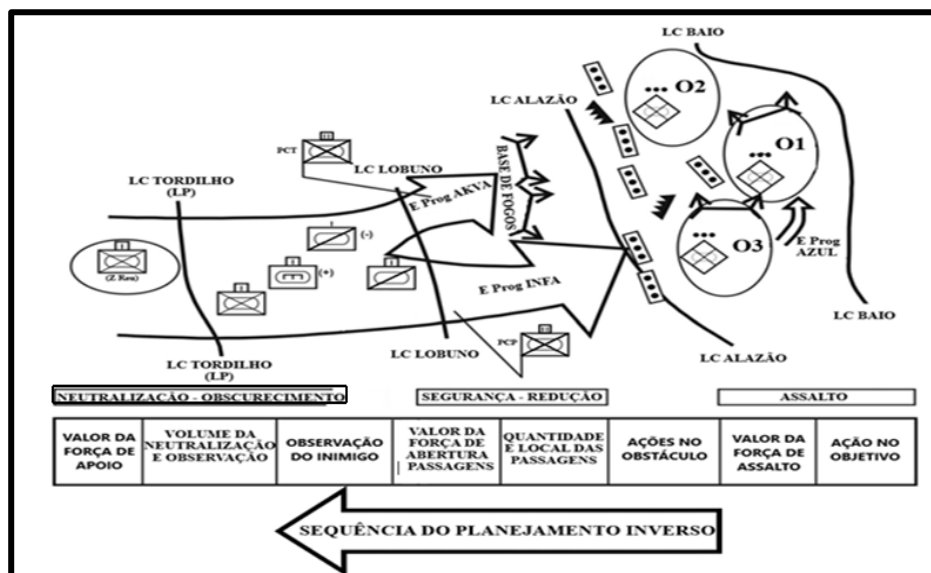 LC BAIO
••• O2
LC ALAZÃO
••• O1
PCT
LC LOBUNO
BASE DE FOGOS
LC TORDILHO
(LP)
E Prog AKVA
(-)
(Z Reu)
(+)
••• O3
E Prog
AZUL
E Prog INFA
LC BAIO
PCP
LC LOBUNO
LC ALAZÃO
LC TORDILHO
(LP)
NEUTRALIZAÇÃO - OBSCURECIMENTO
SEGURANÇA - REDUÇÃO
ASSALTO
VALOR DA
FORÇA DE
APOIO
VOLUME DA
NEUTRALIZAÇÃO
E OBSERVAÇÃO
OBSERVAÇÃO
DO INIMIGO
VALOR DA
FORÇA DE
ABERTURA
PASSAGENS
QUANTIDADE
E LOCAL DAS
PASSAGENS
AÇÕES NO
OBSTÁCULO
VALOR DA
FORÇA DE
ASSALTO
AÇÃO NO
OBJETIVO
SEQUÊNCIA DO PLANEJAMENTO INVERSO